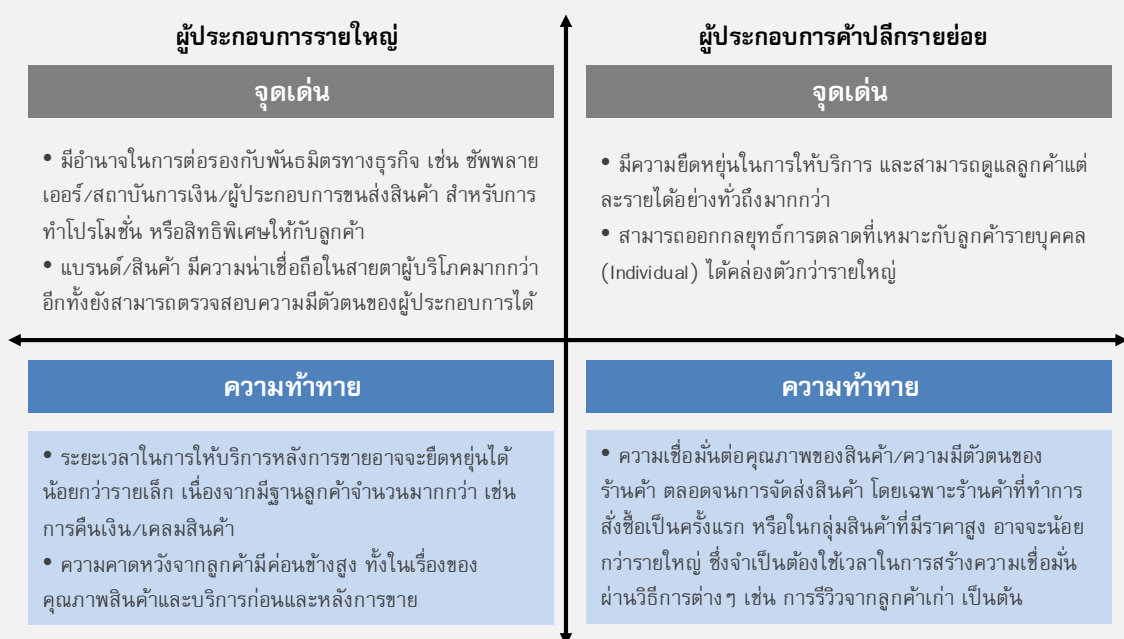 ผู้ประกอบการรายใหญ่
จุดเด่น
• มีอำนาจในการต่อรองกับพันธมิตรทางธุรกิจ เช่น ซัพพลาย
เออร์/สถาบันการเงิน/ผู้ประกอบการขนส่งสินค้า สำหรับการ
ทำโปรโมชั่น หรือสิทธิพิเศษให้กับลูกค้า
• แบรนด์/สินค้า มีความน่าเชื่อถือในสายตาผู้บริโภคมากกว่า
อีกทั้งยังสามารถตรวจสอบความมีตัวตนของผู้ประกอบการได้
ผู้ประกอบการค้าปลีกรายย่อย
จุดเด่น
• มีความยืดหยุ่นในการให้บริการ และสามารถดูแลลูกค้าแต่
ละรายได้อย่างทั่วถึงมากกว่า
• สามารถออกกลยุทธ์การตลาดที่เหมาะกับลูกค้ารายบุคคล
(Individual) ได้คล่องตัวกว่ารายใหญ่
ความท้าทาย
• ระยะเวลาในการให้บริการหลังการขายอาจจะยืดหยุ่นได้
น้อยกว่ารายเล็ก เนื่องจากมีฐานลูกค้าจำนวนมากกว่า เช่น
การคืนเงิน/เคลมสินค้า
• ความคาดหวังจากลูกค้ามีค่อนข้างสูง ทั้งในเรื่องของ
คุณภาพสินค้าและบริการก่อนและหลังการขาย
ความท้าทาย
• ความเชื่อมั่นต่อคุณภาพของสินค้า/ความมีตัวตนของ
ร้านค้า ตลอดจนการจัดส่งสินค้า โดยเฉพาะร้านค้าที่ทำการ
สั่งซื้อเป็นครั้งแรก หรือในกลุ่มสินค้าที่มีราคาสูง อาจจะน้อย
กว่ารายใหญ่ ซึ่งจำเป็นต้องใช้เวลาในการสร้างความเชื่อมั่น
ผ่านวิธีการต่างๆ เช่น การรีวิวจากลูกค้าเก่า เป็นต้น